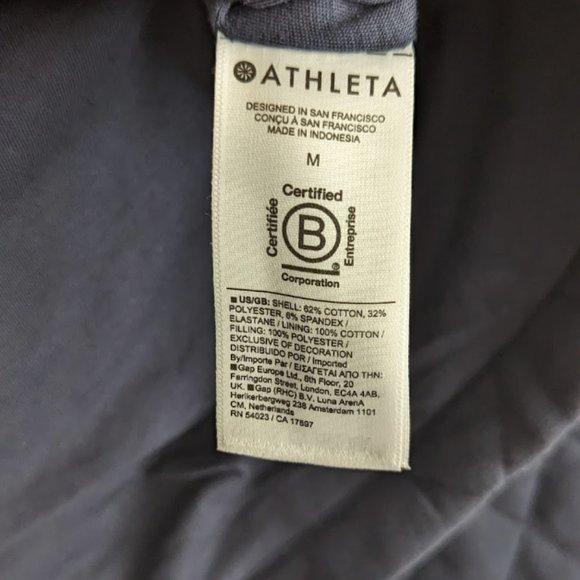 ATHLETA
DESIGNED IN SAN FRANCISCO
CONÇU À SAN FRANCISCO
MADE IN INDONESIA
M
Certified
Certifiée
B
Entreprise
Corporation
■ US/GB: SHELL: 62% COTTON, 32%
POLYESTER, 6% SPANDEX /
ELASTANE / LINING: 100% COTTON /
FILLING: 100% POLYESTER /
EXCLUSIVE OF DECORATION
DISTRIBUIDO POR / Imported
By/Importe Par / ΕΙΣΑΓΕΤΑΙ ΑΠΟ ΤΗΝ:
■ Gap Europe Ltd., 8th Floor, 20
Farringdon Street, London, EC4A 4AB,
UK. ■ Gap (RHC) B.V. Luna ArenA
Herikerbergweg 238 Amsterdam 1101
CM, Netherlands
RN 54023 / CA 17897